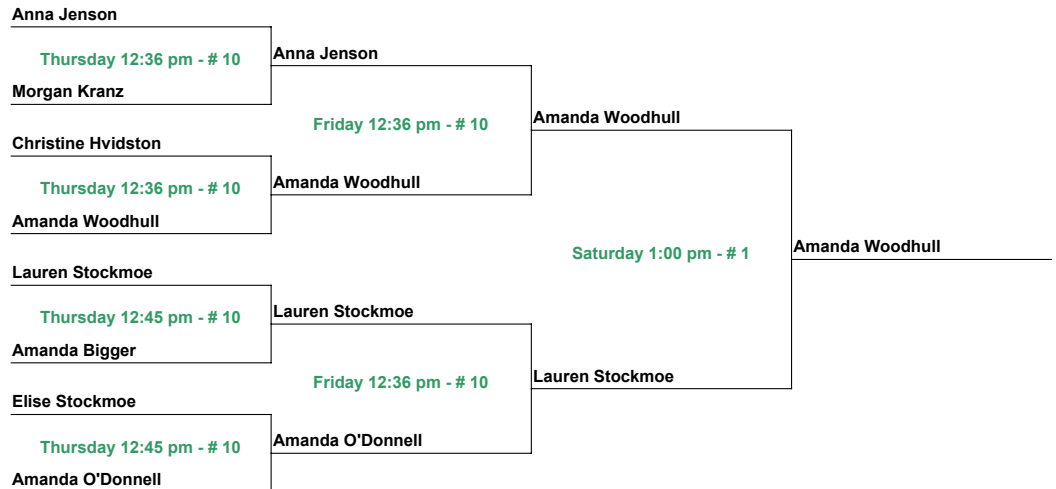 Anna Jenson
Thursday 12:36 pm - # 10
Anna Jenson
Morgan Kranz
Friday 12:36 pm - # 10
Amanda Woodhull
Christine Hvidston
Thursday 12:36 pm - # 10
Amanda Woodhull
Amanda Woodhull
Saturday 1:00 pm - # 1
Amanda Woodhull
Lauren Stockmoe
Thursday 12:45 pm - # 10
Lauren Stockmoe
Amanda Bigger
Friday 12:36 pm - # 10
Lauren Stockmoe
Elise Stockmoe
Thursday 12:45 pm - # 10
Amanda O'Donnell
Amanda O'Donnell